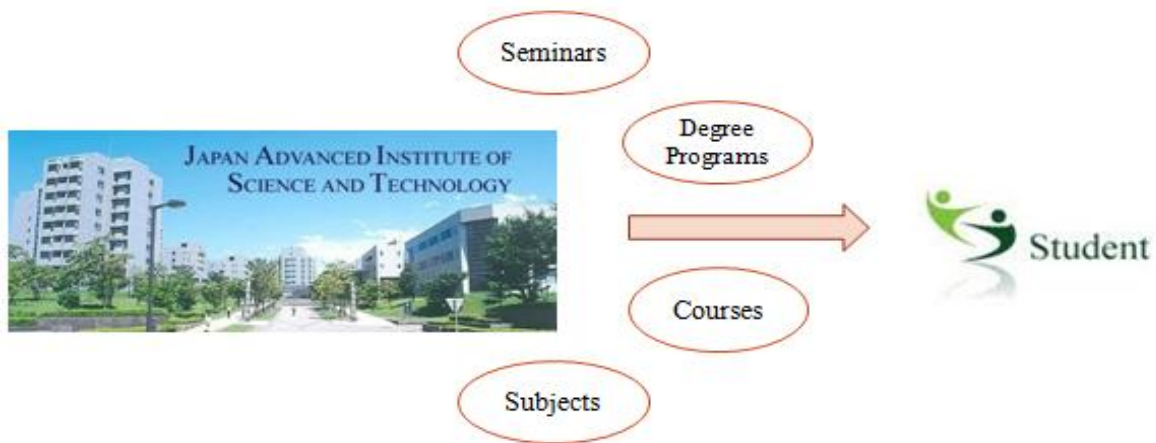 Seminars
Degree
Programs
JAPAN ADVANCED INSTITUTE OF
SCIENCE AND TECHNOLOGY
Student
Courses
Subjects